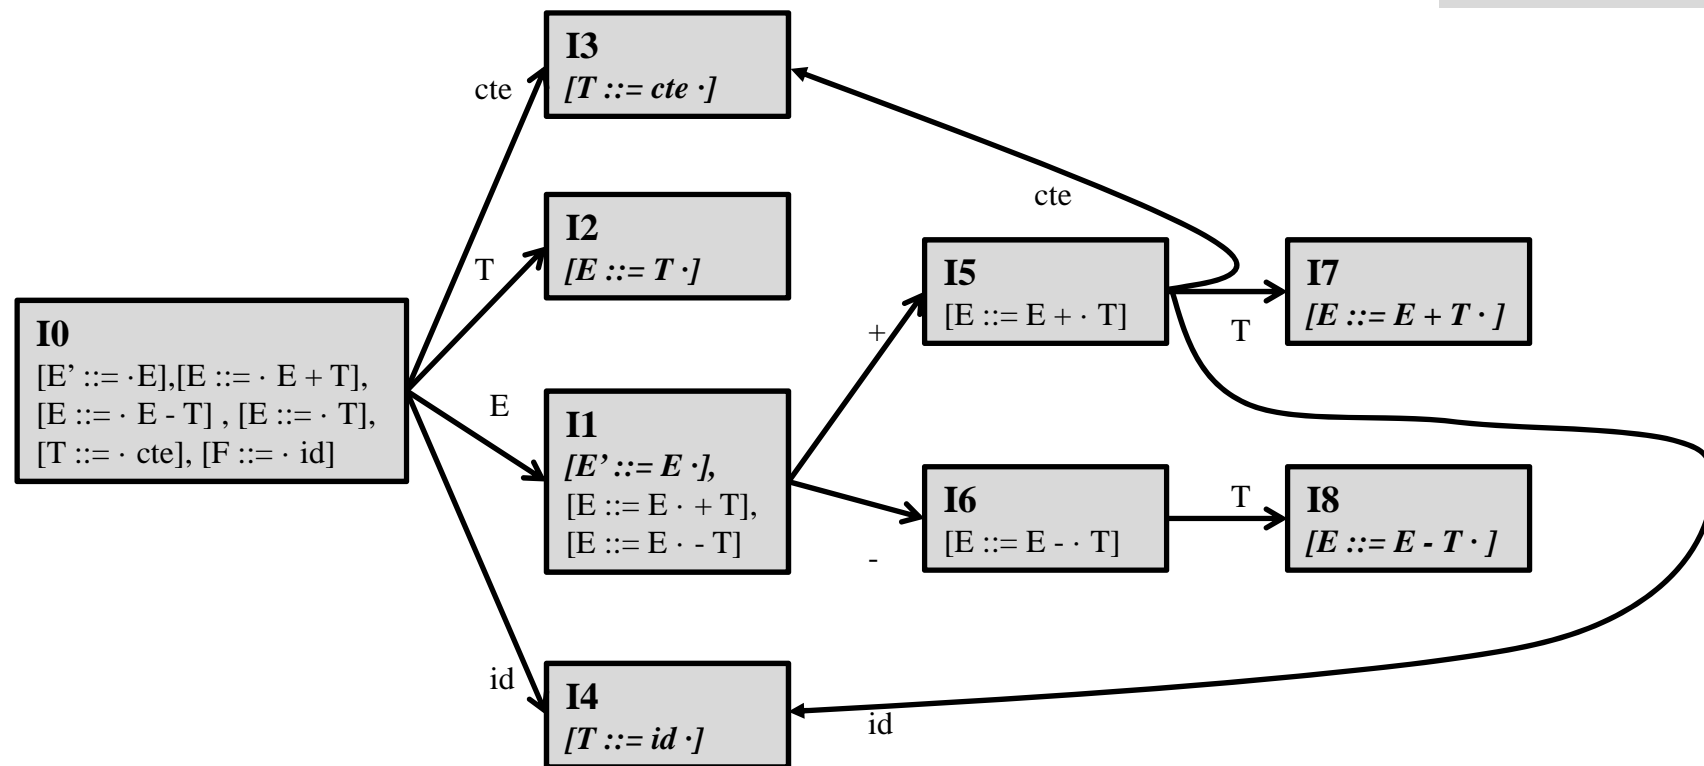 I3
[T ::= cte ·]
cte
cte
I2
[E ::= T ·]
T
I5
[E ::= E + · T]
I7
[E ::= E + T · ]
T
I0
[E’ ::= ·E],[E ::= · E + T],
[E ::= · E - T] , [E ::= · T],
[T ::= · cte], [F ::= · id]
+
E
I1
[E’ ::= E ·],
[E ::= E · + T],
[E ::= E · - T]
-
I6
[E ::= E - · T]
T
I8
[E ::= E - T · ]
id
I4
[T ::= id ·]
id